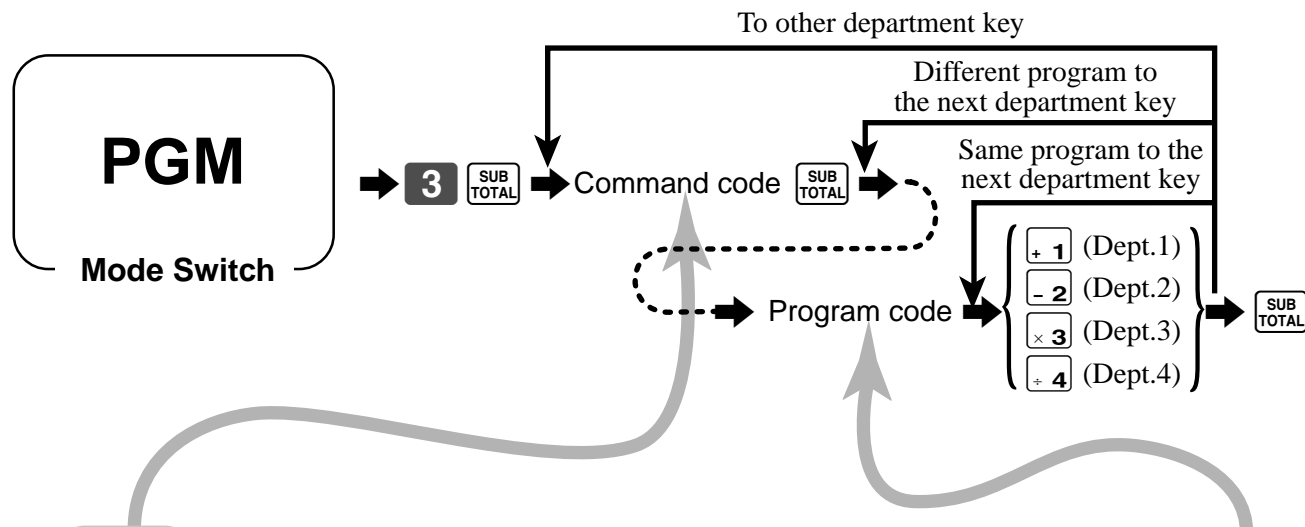 To other department key
Different program to
the next department key
Same program to the
next department key
PGM
Mode Switch
3 SUB TOTAL Command code SUB TOTAL
Program code
+ 1 (Dept.1)
- 2 (Dept.2)
× 3 (Dept.3)
÷ 4 (Dept.4)
SUB TOTAL